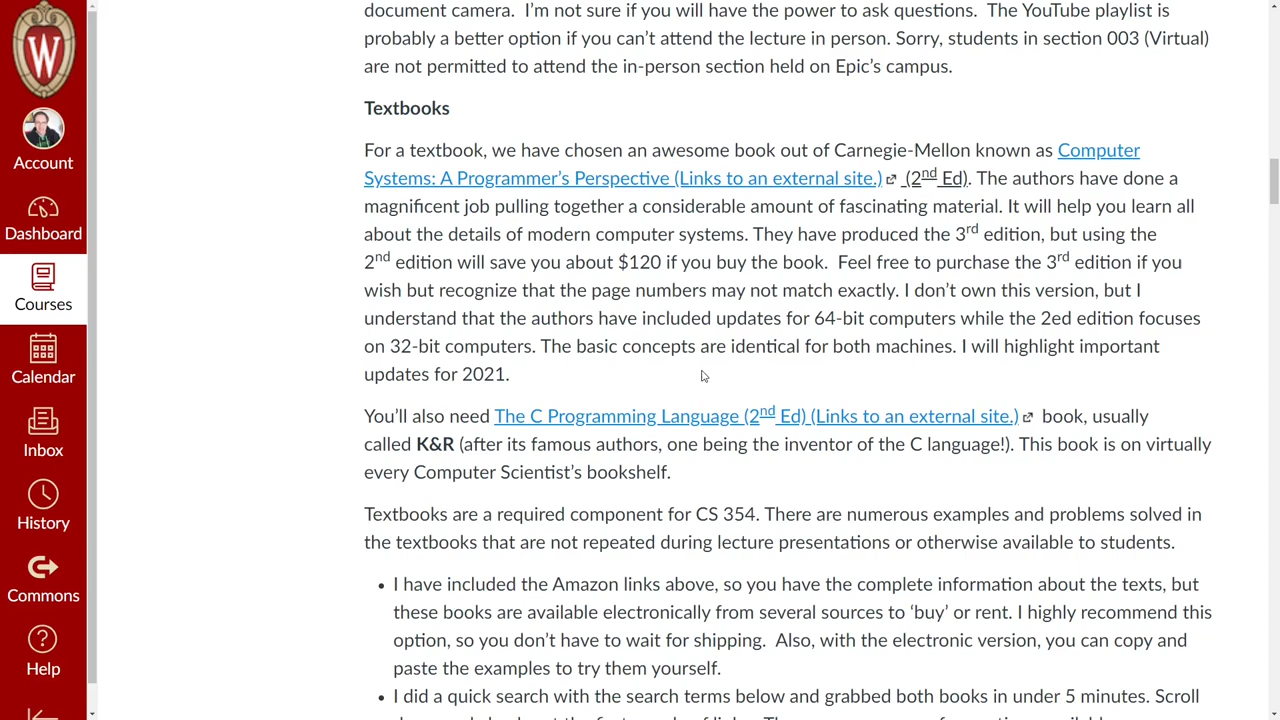 document camera.  I'm not sure if you will have the power to ask questions.  The YouTube playlist is
probably a better option if you can't attend the lecture in person. Sorry, students in section 003 (Virtual)
are not permitted to attend the in-person section held on Epic's campus.
W
Account
Dashboard
Courses
Calendar
Inbox
History
Commons
Help
Textbooks
For a textbook, we have chosen an awesome book out of Carnegie-Mellon known as Computer
Systems: A Programmer's Perspective (Links to an external site.) (2nd Ed). The authors have done a
magnificent job pulling together a considerable amount of fascinating material. It will help you learn all
about the details of modern computer systems. They have produced the 3rd edition, but using the
2nd edition will save you about $120 if you buy the book.  Feel free to purchase the 3rd edition if you
wish but recognize that the page numbers may not match exactly. I don't own this version, but I
understand that the authors have included updates for 64-bit computers while the 2ed edition focuses
on 32-bit computers. The basic concepts are identical for both machines. I will highlight important
updates for 2021.
You'll also need The C Programming Language (2nd Ed) (Links to an external site.) book, usually
called K&R (after its famous authors, one being the inventor of the C language!). This book is on virtually
every Computer Scientist's bookshelf.
Textbooks are a required component for CS 354. There are numerous examples and problems solved in
the textbooks that are not repeated during lecture presentations or otherwise available to students.
• I have included the Amazon links above, so you have the complete information about the texts, but
these books are available electronically from several sources to 'buy' or rent. I highly recommend this
option, so you don't have to wait for shipping.  Also, with the electronic version, you can copy and
paste the examples to try them yourself.
• I did a quick search with the search terms below and grabbed both books in under 5 minutes. Scroll